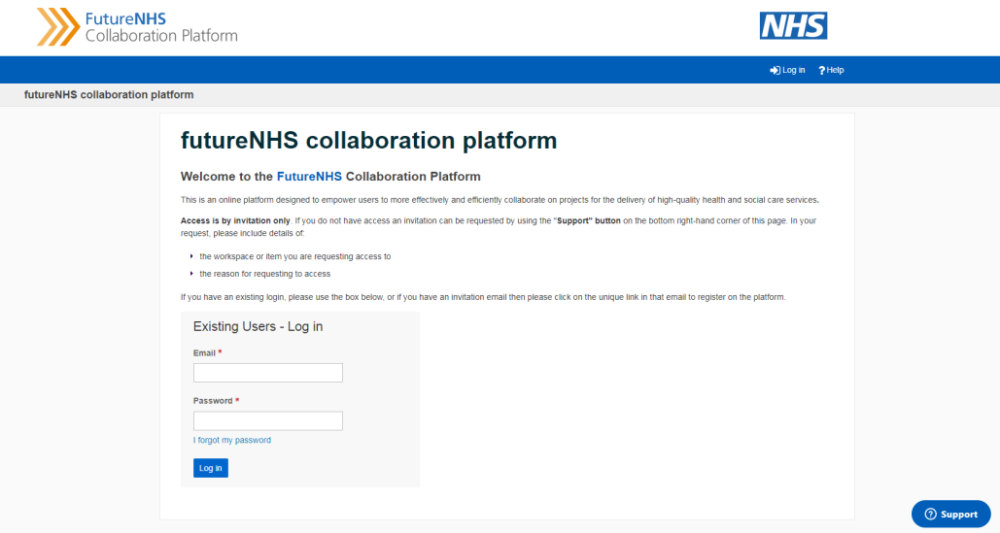 FutureNHS
Collaboration Platform
NHS
Log in ? Help
futureNHS collaboration platform
futureNHS collaboration platform
Welcome to the FutureNHS Collaboration Platform
This is an online platform designed to empower users to more effectively and efficiently collaborate on projects for the delivery of high-quality health and social care services.
Access is by invitation only. If you do not have access an invitation can be requested by using the "Support" button on the bottom right-hand corner of this page. In your
request, please include details of:
the workspace or item you are requesting access to
the reason for requesting to access
If you have an existing login, please use the box below, or if you have an invitation email then please click on the unique link in that email to register on the platform.
Existing Users - Log in
Email *
Password *
I forgot my password
Log in
? Support